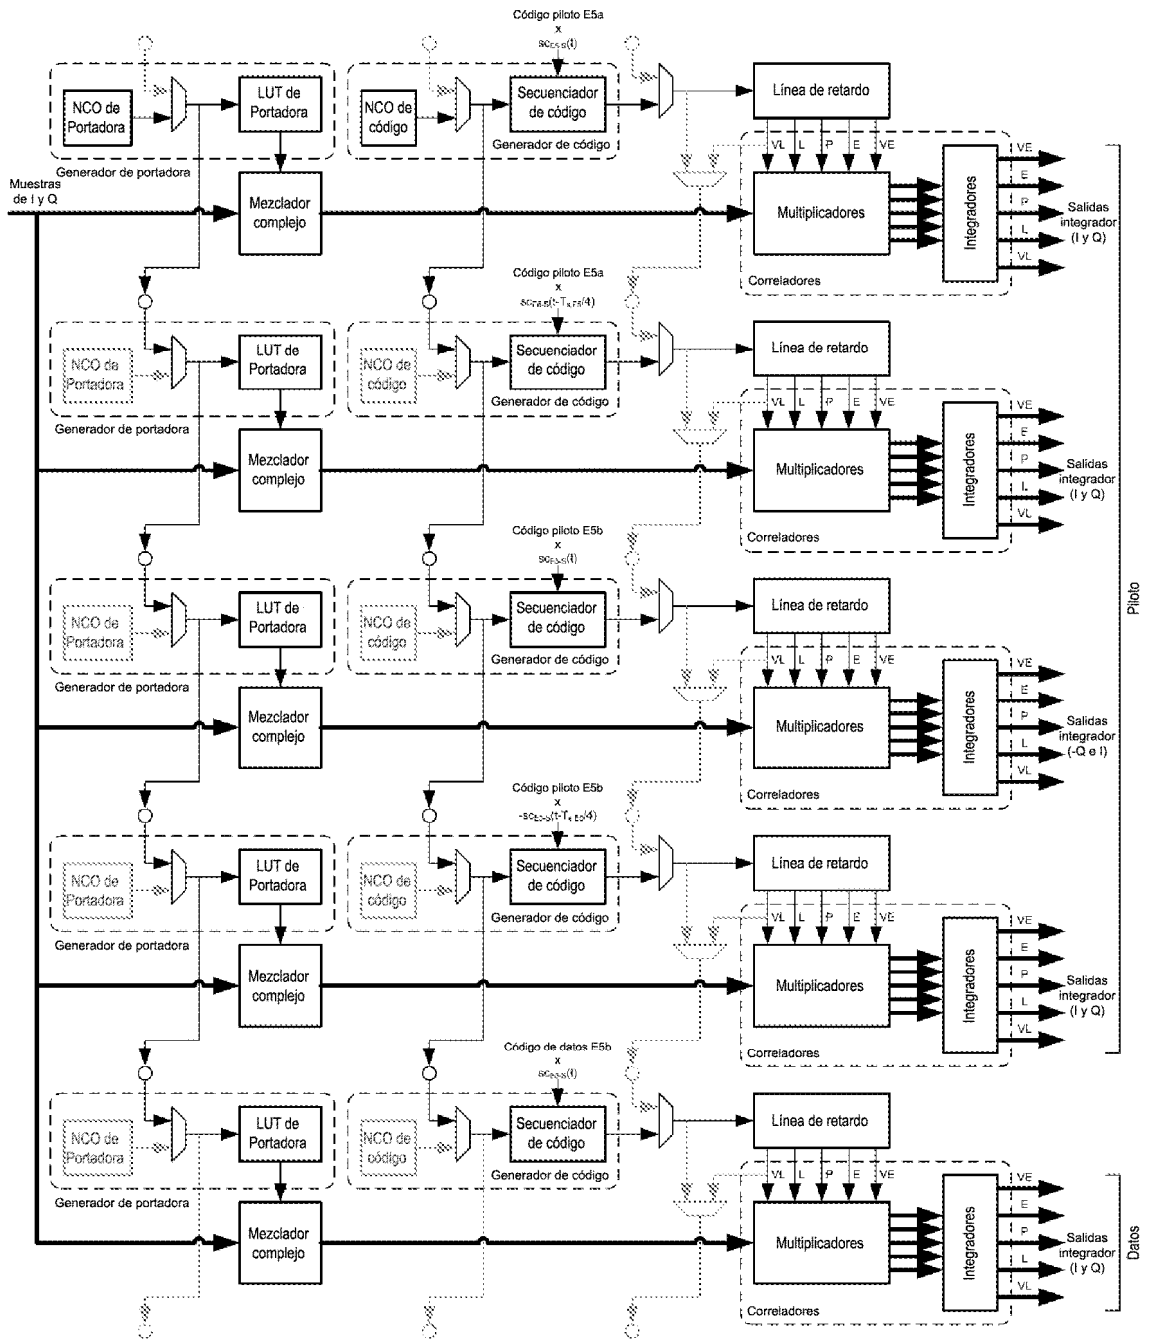 Código piloto E5a
x
sc_E5-S(t)
NCO de
Portadora
LUT de
Portadora
NCO de
código
Secuenciador
de código
Línea de retardo
Generador de portadora
Generador de código
VL L P E VE
Muestras
de I y Q
Mezclador
complejo
Multiplicadores
Integradores
Correladores
VE
E
P
L
VL
Salidas
integrador
(I y Q)
Código piloto E5a
x
NCO de
Portadora
LUT de
Portadora
NCO de
código
Secuenciador
de código
Línea de retardo
Generador de portadora
Generador de código
VL L P E VE
Mezclador
complejo
Multiplicadores
Integradores
Correladores
VE
E
P
L
VL
Salidas
integrador
(I y Q)
Código piloto E5b
x
sc_E5-S(t)
NCO de
Portadora
LUT de
Portadora
NCO de
código
Secuenciador
de código
Línea de retardo
Generador de portadora
Generador de código
VL L P E VE
Mezclador
complejo
Multiplicadores
Integradores
Correladores
VE
E
P
L
VL
Salidas
integrador
(-Q e I)
Piloto
Código piloto E5b
x
NCO de
Portadora
LUT de
Portadora
NCO de
código
Secuenciador
de código
Línea de retardo
Generador de portadora
Generador de código
VL L P E VE
Mezclador
complejo
Multiplicadores
Integradores
Correladores
VE
E
P
L
VL
Salidas
integrador
(I y Q)
Código de datos E5b
x
sc_E5-S(t)
NCO de
Portadora
LUT de
Portadora
NCO de
código
Secuenciador
de código
Línea de retardo
Generador de portadora
Generador de código
VL L P E VE
Mezclador
complejo
Multiplicadores
Integradores
Correladores
VE
E
P
L
VL
Salidas
integrador
(I y Q)
Datos